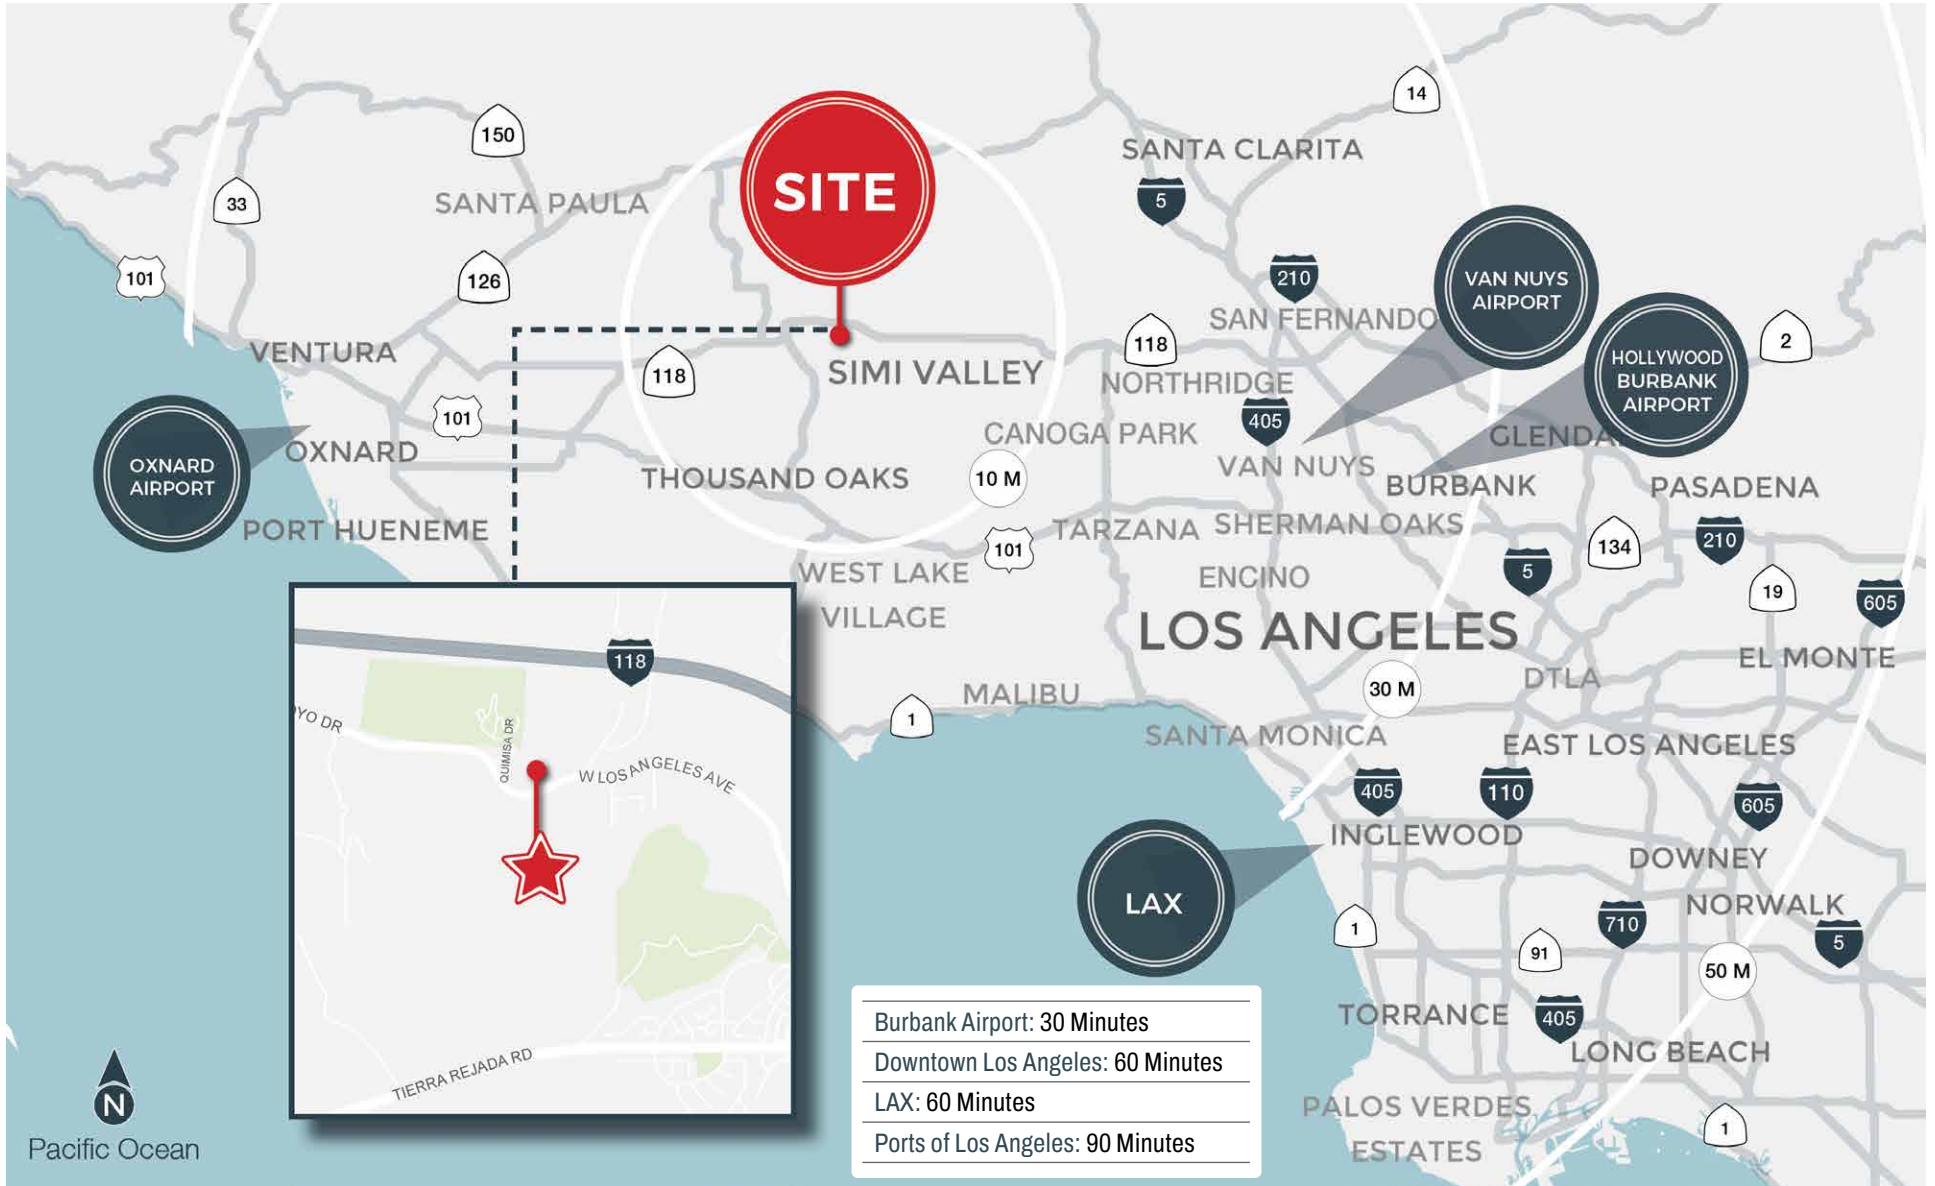 14
150
SANTA CLARITA
SITE
5
SANTA PAULA
33
210
VAN NUYS
AIRPORT
101
126
SAN FERNANDO
118
2
HOLLYWOOD
BURBANK
AIRPORT
VENTURA
118
SIMI VALLEY
NORTHRIDGE
101
405
CANOGA PARK
GLENDA
OXNARD
OXNARD
AIRPORT
THOUSAND OAKS
10 M
VAN NUYS
BURBANK
PASADENA
PORT HUENEME
101
TARZANA
SHERMAN OAKS
134
210
5
WEST LAKE
VILLAGE
ENCINO
19
605
LOS ANGELES
118
EL MONTE
30 M
DTLA
MALIBU
1
YO DR
QUIMISA DR
W LOS ANGELES AVE
SANTA MONICA
EAST LOS ANGELES
405
110
605
INGLEWOOD
DOWNEY
LAX
NORWALK
1
710
5
91
50 M
TORRANCE
405
LONG BEACH
TIERRA REJADA RD
Burbank Airport: 30 Minutes
Downtown Los Angeles: 60 Minutes
LAX: 60 Minutes
Ports of Los Angeles: 90 Minutes
PALOS VERDES
ESTATES
1
N
Pacific Ocean